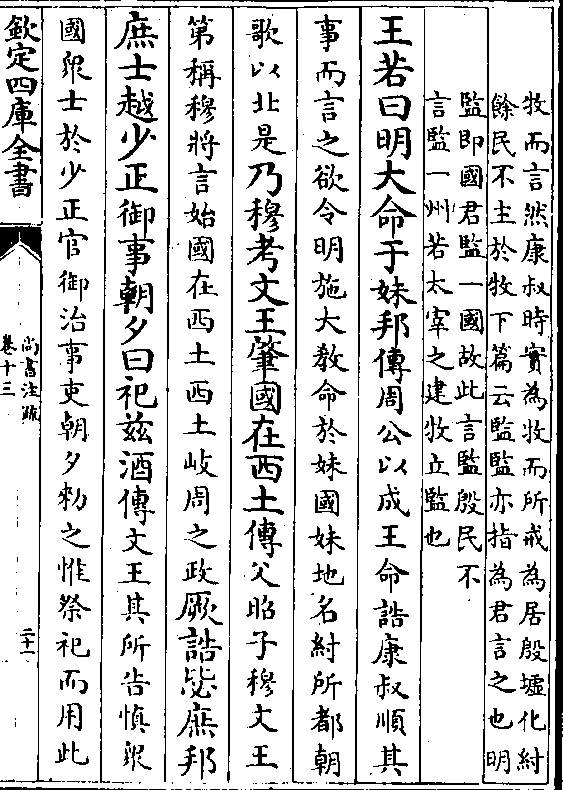 牧而言然康叔時實為牧而所戒為居殷墟化紂
餘民不主於牧下篇云監監亦指為君言之也明
監即國君監一國故此言監殷民不
言監一州若太宰之建牧立監也
王若曰明大命于妹邦傳周公以成王命誥康叔順其
事而言之欲令明施大教命於妹國妹地名紂所都朝
歌以北是乃穆考文王肇國在西土傳父昭子穆文王
第稱穆將言始國在西土西土岐周之政厥誥毖庶邦
庶士越少正御事朝夕曰祀茲酒傳文王其所告慎眾
國眾士於少正官御治事吏朝夕勑之惟祭祀而用此
欽定四庫全書
尚書注疏
卷十三
二十一